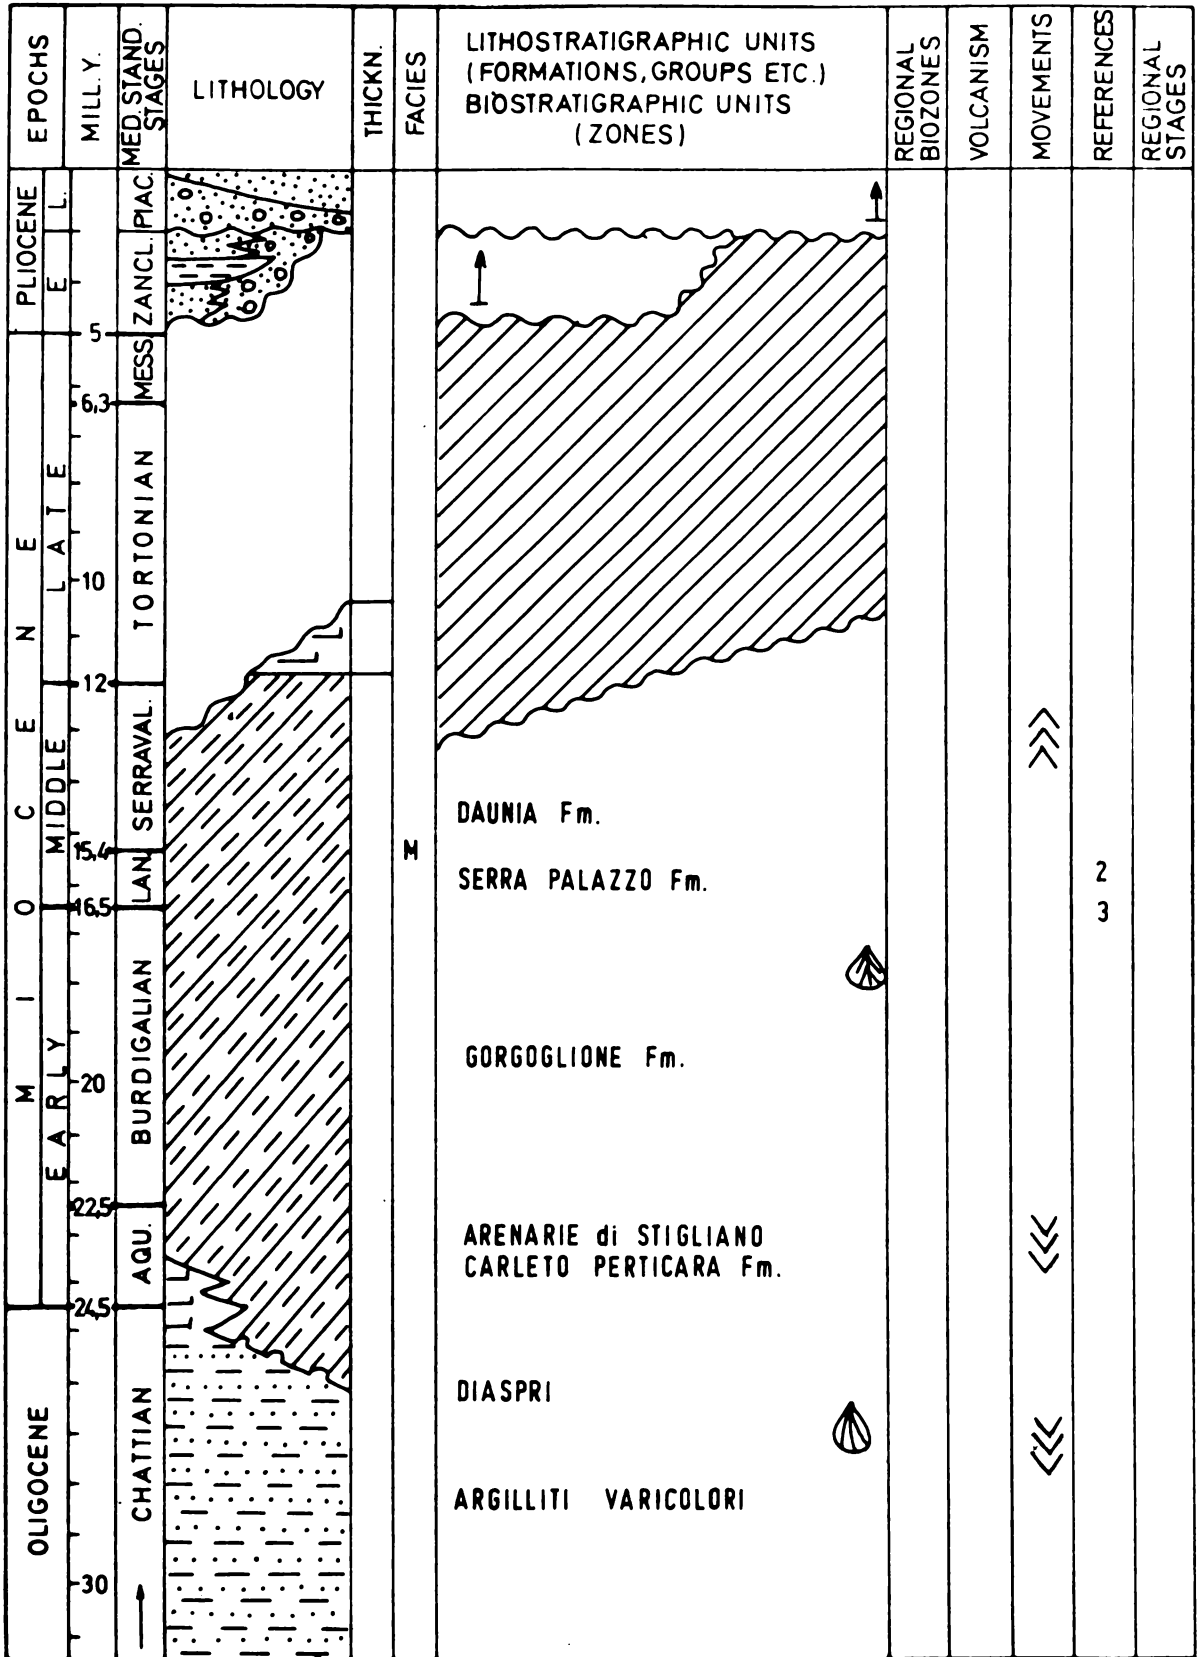 EPOCHS
MILL. Y.
MED. STAND. STAGES
LITHOLOGY
THICKN.
FACIES
LITHOSTRATIGRAPHIC UNITS
(FORMATIONS, GROUPS ETC.)
BIOSTRATIGRAPHIC UNITS
(ZONES)
REGIONAL BIOZONES
VOLCANISM
MOVEMENTS
REFERENCES
REGIONAL STAGES
PLIOCENE
L.
E.
PIAC.
ZANCL.
5
MIOCENE
LATE
MESS.
6,3
TORTONIAN
10
12
MIDDLE
SERRAVAL.
DAUNIA Fm.
15,4
M
LAN.
SERRA PALAZZO Fm.
2
16,5
3
EARLY
BURDIGALIAN
GORGOGLIONE Fm.
20
22,5
AQU.
ARENARIE di STIGLIANO
CARLETO PERTICARA Fm.
24,5
OLIGOCENE
CHATTIAN
DIASPRI
ARGILLITI VARICOLORI
30